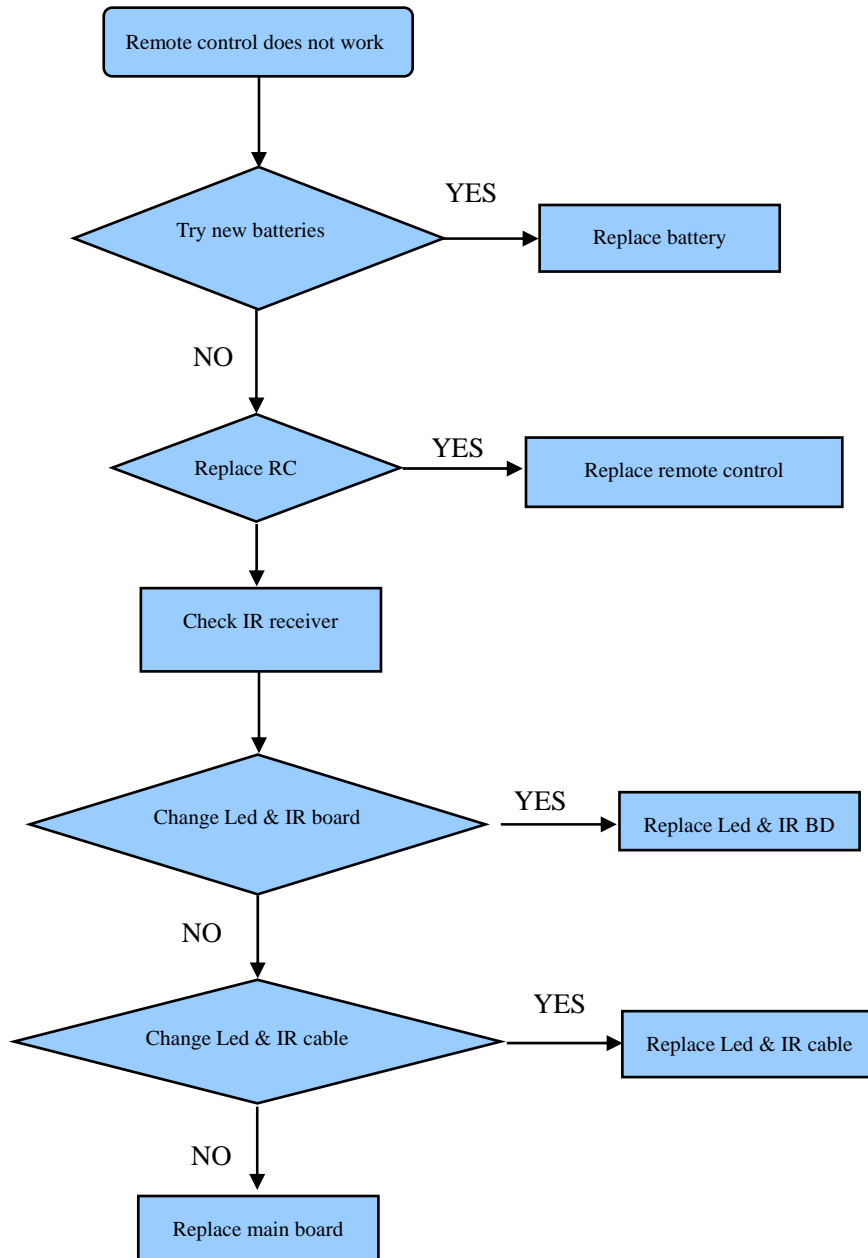 Remote control does not work
YES
Try new batteries
Replace battery
NO
YES
Replace RC
Replace remote control
Check IR receiver
YES
Change Led & IR board
Replace Led & IR BD
NO
YES
Change Led & IR cable
Replace Led & IR cable
NO
Replace main board